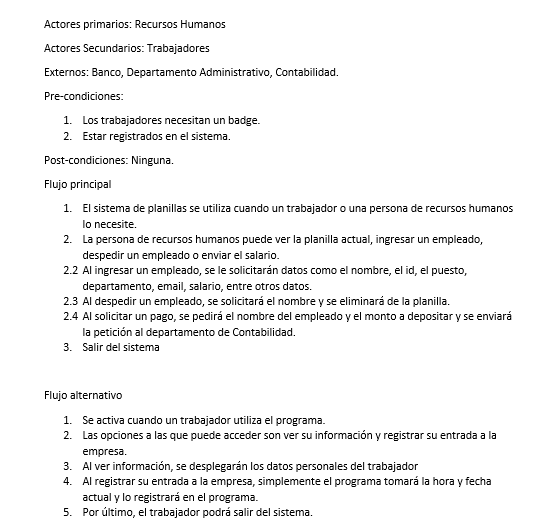 Actores primarios: Recursos Humanos
Actores Secundarios: Trabajadores
Externos: Banco, Departamento Administrativo, Contabilidad.
Pre-condiciones:
1. Los trabajadores necesitan un badge.
2. Estar registrados en el sistema.
Post-condiciones: Ninguna.
Flujo principal
1. El sistema de planillas se utiliza cuando un trabajador o una persona de recursos humanos
lo necesite.
2. La persona de recursos humanos puede ver la planilla actual, ingresar un empleado,
despedir un empleado o enviar el salario.
2.2 Al ingresar un empleado, se le solicitarán datos como el nombre, el id, el puesto,
departamento, email, salario, entre otros datos.
2.3 Al despedir un empleado, se solicitará el nombre y se eliminará de la planilla.
2.4 Al solicitar un pago, se pedirá el nombre del empleado y el monto a depositar y se enviará
la petición al departamento de Contabilidad.
3. Salir del sistema
Flujo alternativo
1. Se activa cuando un trabajador utiliza el programa.
2. Las opciones a las que puede acceder son ver su información y registrar su entrada a la
empresa.
3. Al ver información, se desplegarán los datos personales del trabajador
4. Al registrar su entrada a la empresa, simplemente el programa tomará la hora y fecha
actual y lo registrará en el programa.
5. Por último, el trabajador podrá salir del sistema.